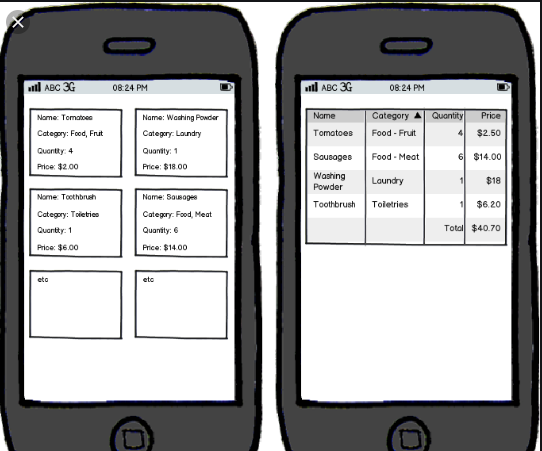 ABC 3G 08:24 PM
Name: Tomatoes
Category: Food, Fruit
Quantity: 4
Price: $2.00
Name: Washing Powder
Category: Laundry
Quantity: 1
Price: $18.00
Name: Toothbrush
Category: Toiletries
Quantity: 1
Price: $6.00
Name: Sausages
Category: Food, Meat
Quantity: 6
Price: $14.00
etc
etc
ABC 3G 08:24 PM
Name Category ▲ Quantity Price
Tomatoes Food - Fruit 4 $2.50
Sausages Food - Meat 6 $14.00
Washing
Powder Laundry 1 $18
Toothbrush Toiletries 1 $6.20
Total $40.70